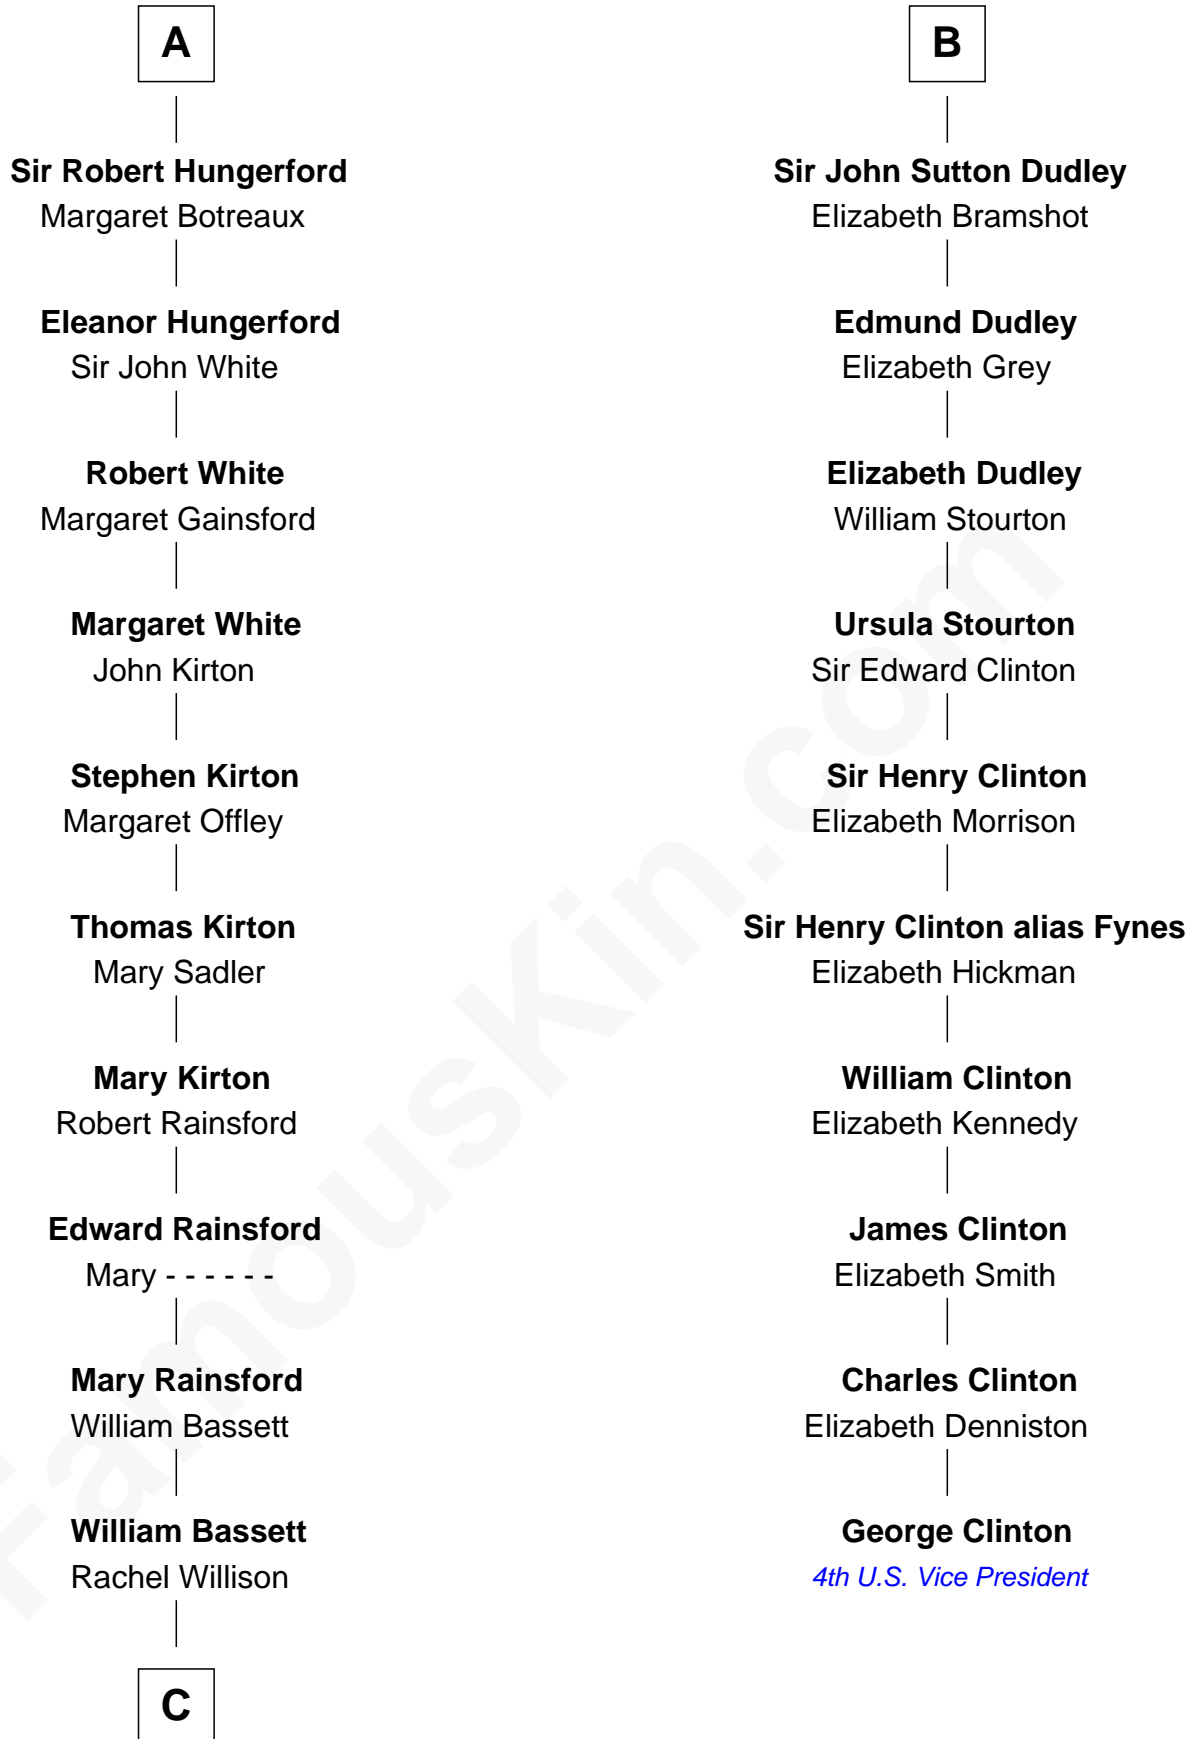 A
Sir Robert Hungerford
Margaret Botreaux
Eleanor Hungerford
Sir John White
Robert White
Margaret Gainsford
Margaret White
John Kirton
Stephen Kirton
Margaret Offley
Thomas Kirton
Mary Sadler
Mary Kirton
Robert Rainsford
Edward Rainsford
Mary - - - - - -
Mary Rainsford
William Bassett
William Bassett
Rachel Willison
C
B
Sir John Sutton Dudley
Elizabeth Bramshot
Edmund Dudley
Elizabeth Grey
Elizabeth Dudley
William Stourton
Ursula Stourton
Sir Edward Clinton
Sir Henry Clinton
Elizabeth Morrison
Sir Henry Clinton alias Fynes
Elizabeth Hickman
William Clinton
Elizabeth Kennedy
James Clinton
Elizabeth Smith
Charles Clinton
Elizabeth Denniston
George Clinton
4th U.S. Vice President
FamousKin.com